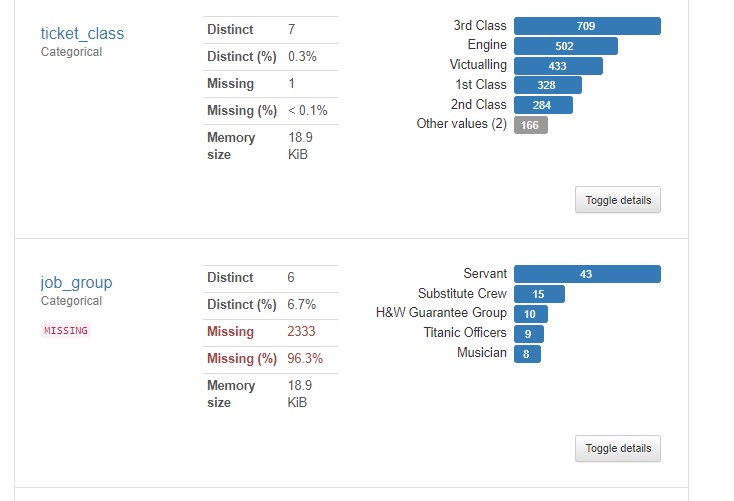 ticket_class
Categorical
Distinct 7
Distinct (%) 0.3%
Missing 1
Missing (%) < 0.1%
Memory size 18.9 KiB
3rd Class 709
Engine 502
Victualling 433
1st Class 328
2nd Class 284
Other values (2) 166
Toggle details
job_group
Categorical
MISSING
Distinct 6
Distinct (%) 6.7%
Missing 2333
Missing (%) 96.3%
Memory size 18.9 KiB
Servant 43
Substitute Crew 15
H&W Guarantee Group 10
Titanic Officers 9
Musician 8
Toggle details